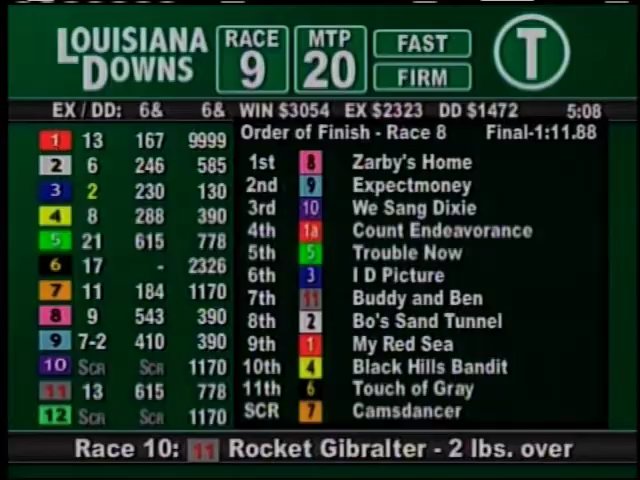 LOUISIANA DOWNS RACE 9 MTP 20 FAST FIRM T
EX / DD: 6& 6& WIN $3054 EX $2323 DD $1472 5:08
Order of Finish - Race 8 Final-1:11.88
1 13 167 9999
2 6 246 585
3 2 230 130
4 8 288 390
5 21 615 778
6 17 - 2326
7 11 184 1170
8 9 543 390
9 7-2 410 390
10 SCR SCR 1170
11 13 615 778
12 SCR SCR 1170
1st 8 Zarby's Home
2nd 9 Expectmoney
3rd 10 We Sang Dixie
4th 1a Count Endeavorance
5th 5 Trouble Now
6th 3 I D Picture
7th 11 Buddy and Ben
8th 2 Bo's Sand Tunnel
9th 1 My Red Sea
10th 4 Black Hills Bandit
11th 6 Touch of Gray
SCR 7 Camsdancer
Race 10: 11 Rocket Gibralter - 2 lbs. over